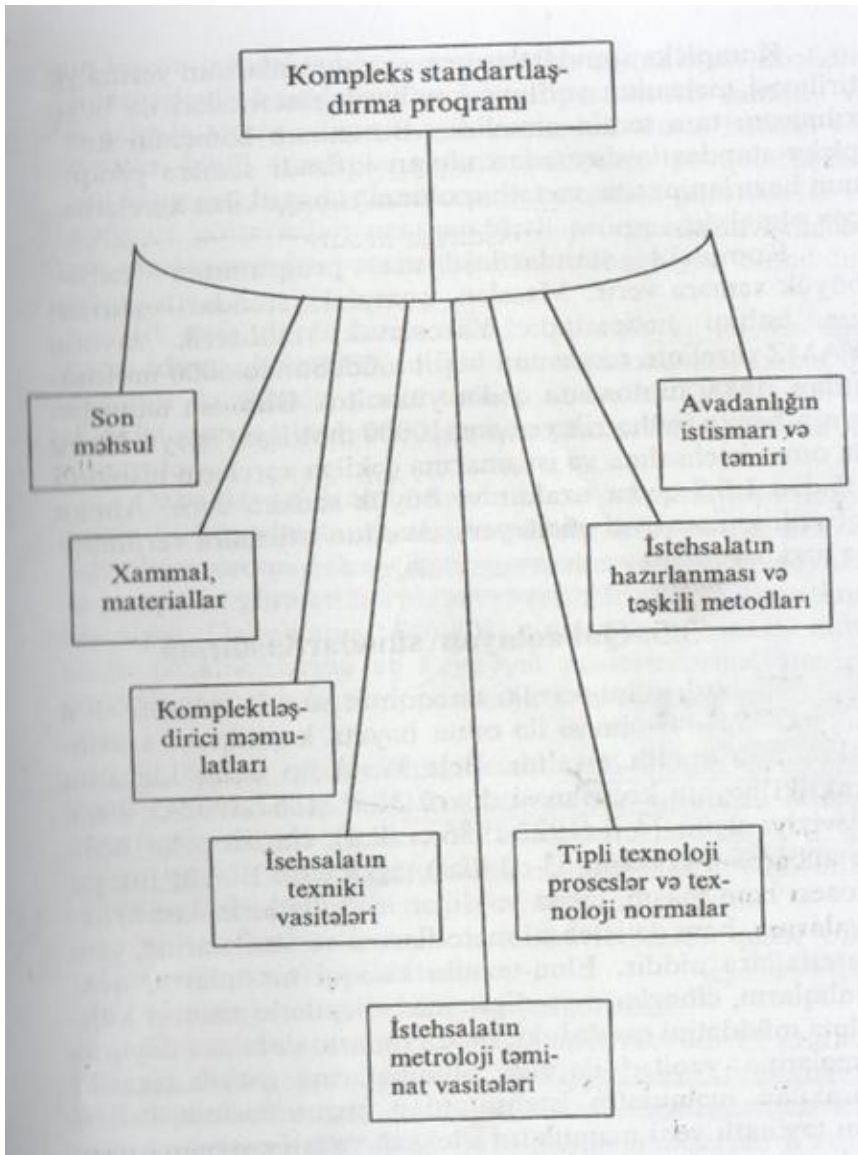 Kompleks standartlaş-
dırma proqramı
Son
məhsul
Avadanlığın
istismarı və
təmiri
Xammal,
materiallar
İstehsalatın
hazırlanması və
təşkili metodları
Komplektləş-
dirici məmu-
latları
İsehsalatın
texniki
vasitələri
Tipli texnoloji
proseslər və tex-
noloji normalar
İstehsalatın
metroloji təmi-
nat vasitələri